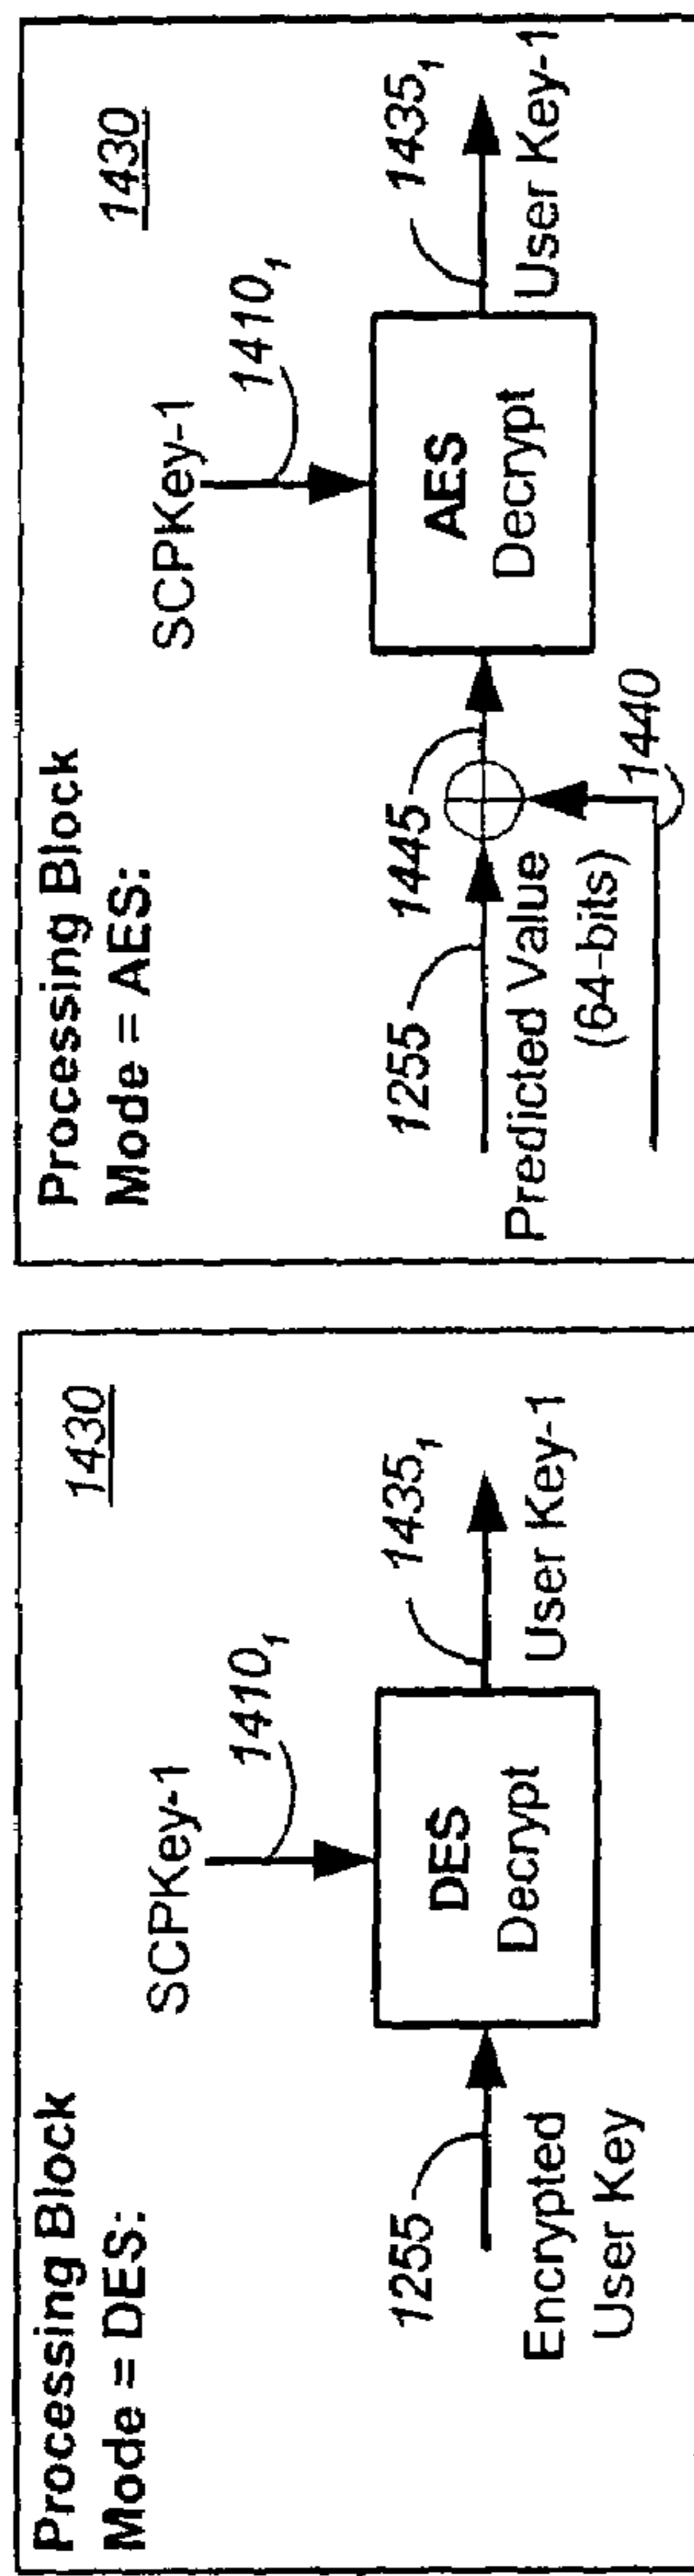 Processing Block
Mode = DES:
1430
SCPKey-1
1410₁
1255
DES
Decrypt
1435₁
Encrypted
User Key
User Key-1
Processing Block
Mode = AES:
1430
SCPKey-1
1410₁
1255
1445
AES
Decrypt
1435₁
User Key-1
Predicted Value
(64-bits)
1440